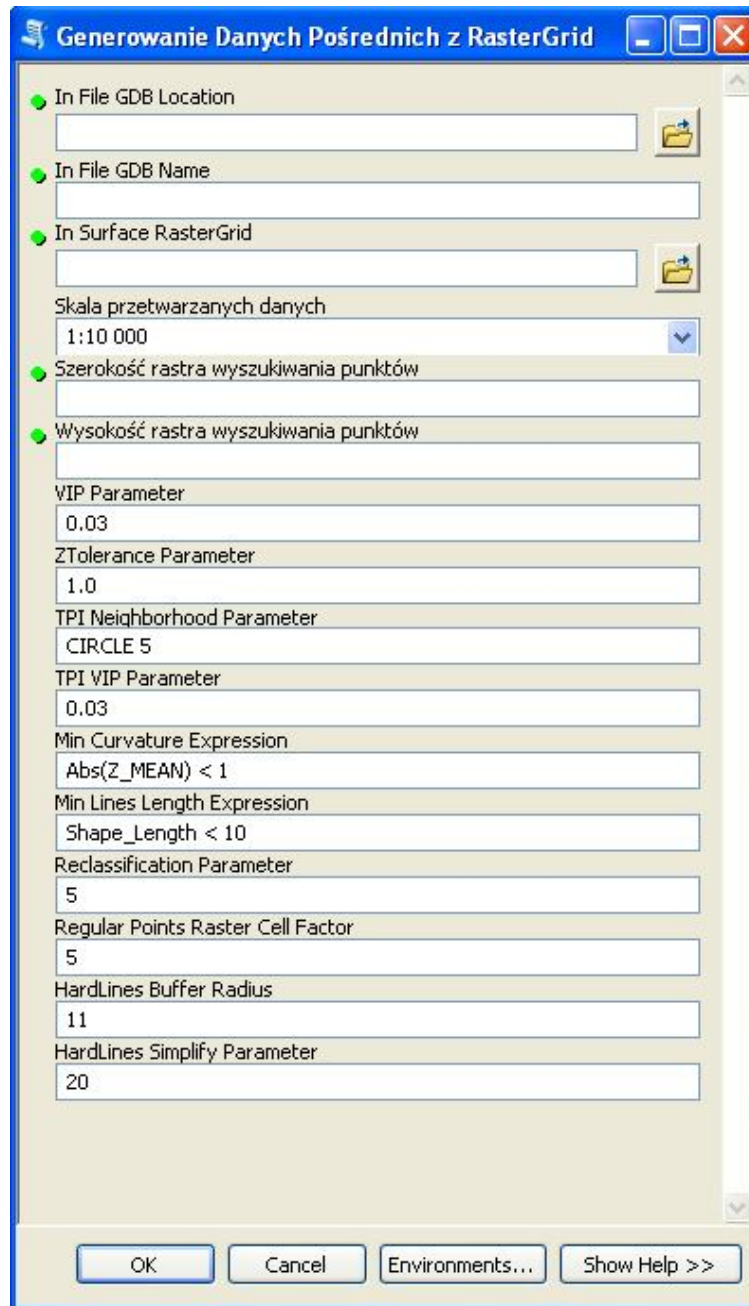 Generowanie Danych Pośrednich z RasterGrid
In File GDB Location
In File GDB Name
In Surface RasterGrid
Skala przetwarzanych danych
1:10 000
Szerokość rastra wyszukiwania punktów
Wysokość rastra wyszukiwania punktów
VIP Parameter
0.03
ZTolerance Parameter
1.0
TPI Neighborhood Parameter
CIRCLE 5
TPI VIP Parameter
0.03
Min Curvature Expression
Abs(Z_MEAN) < 1
Min Lines Length Expression
Shape_Length < 10
Reclassification Parameter
5
Regular Points Raster Cell Factor
5
HardLines Buffer Radius
11
HardLines Simplify Parameter
20
OK Cancel Environments... Show Help >>